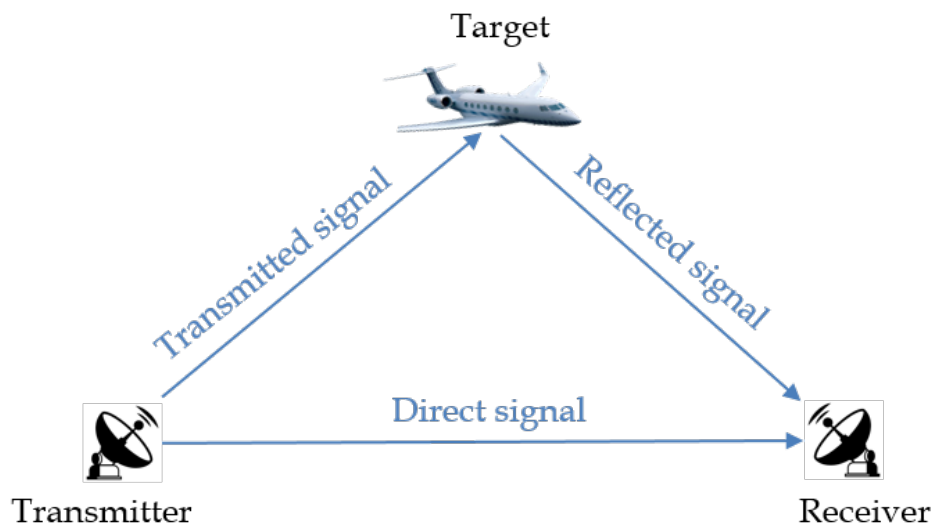 Target
Transmitted signal
Reflected signal
Direct signal
Transmitter
Receiver